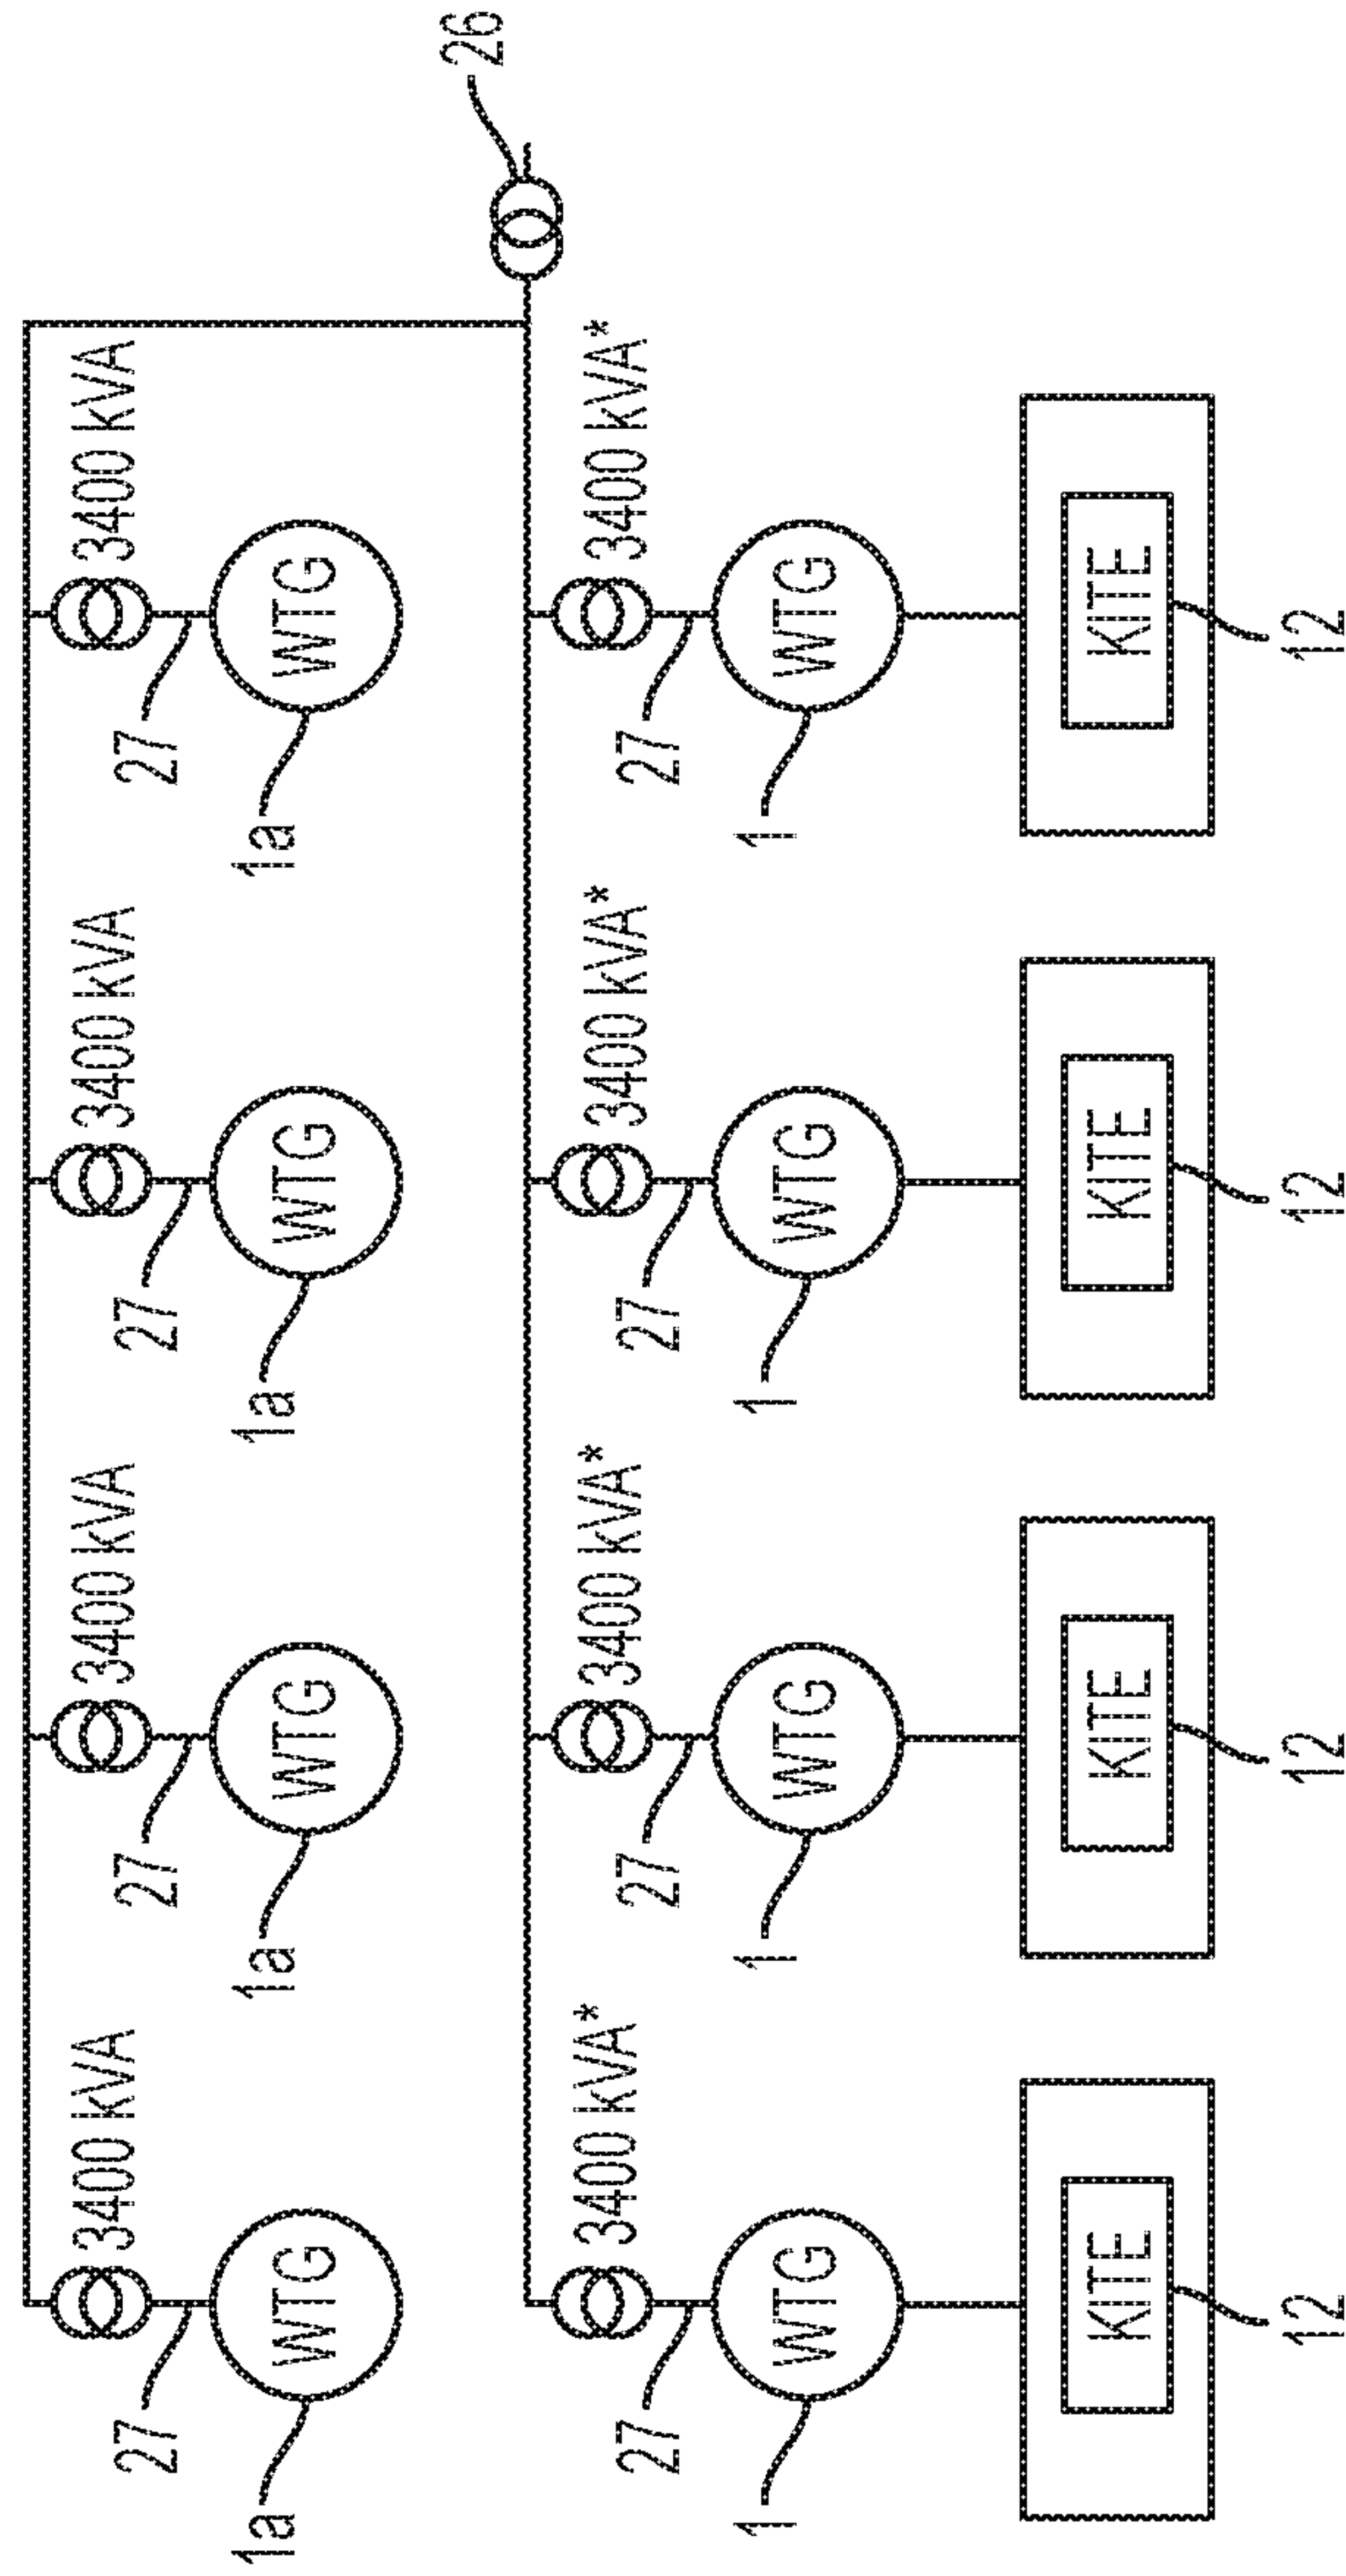 3400 kVA 3400 kVA 3400 kVA 3400 kVA
27 27 27 27
1a 1a 1a 1a
WTG WTG WTG WTG
26
3400 kVA* 3400 kVA* 3400 kVA* 3400 kVA*
27 27 27 27
1 1 1 1
WTG WTG WTG WTG
KITE KITE KITE KITE
12 12 12 12